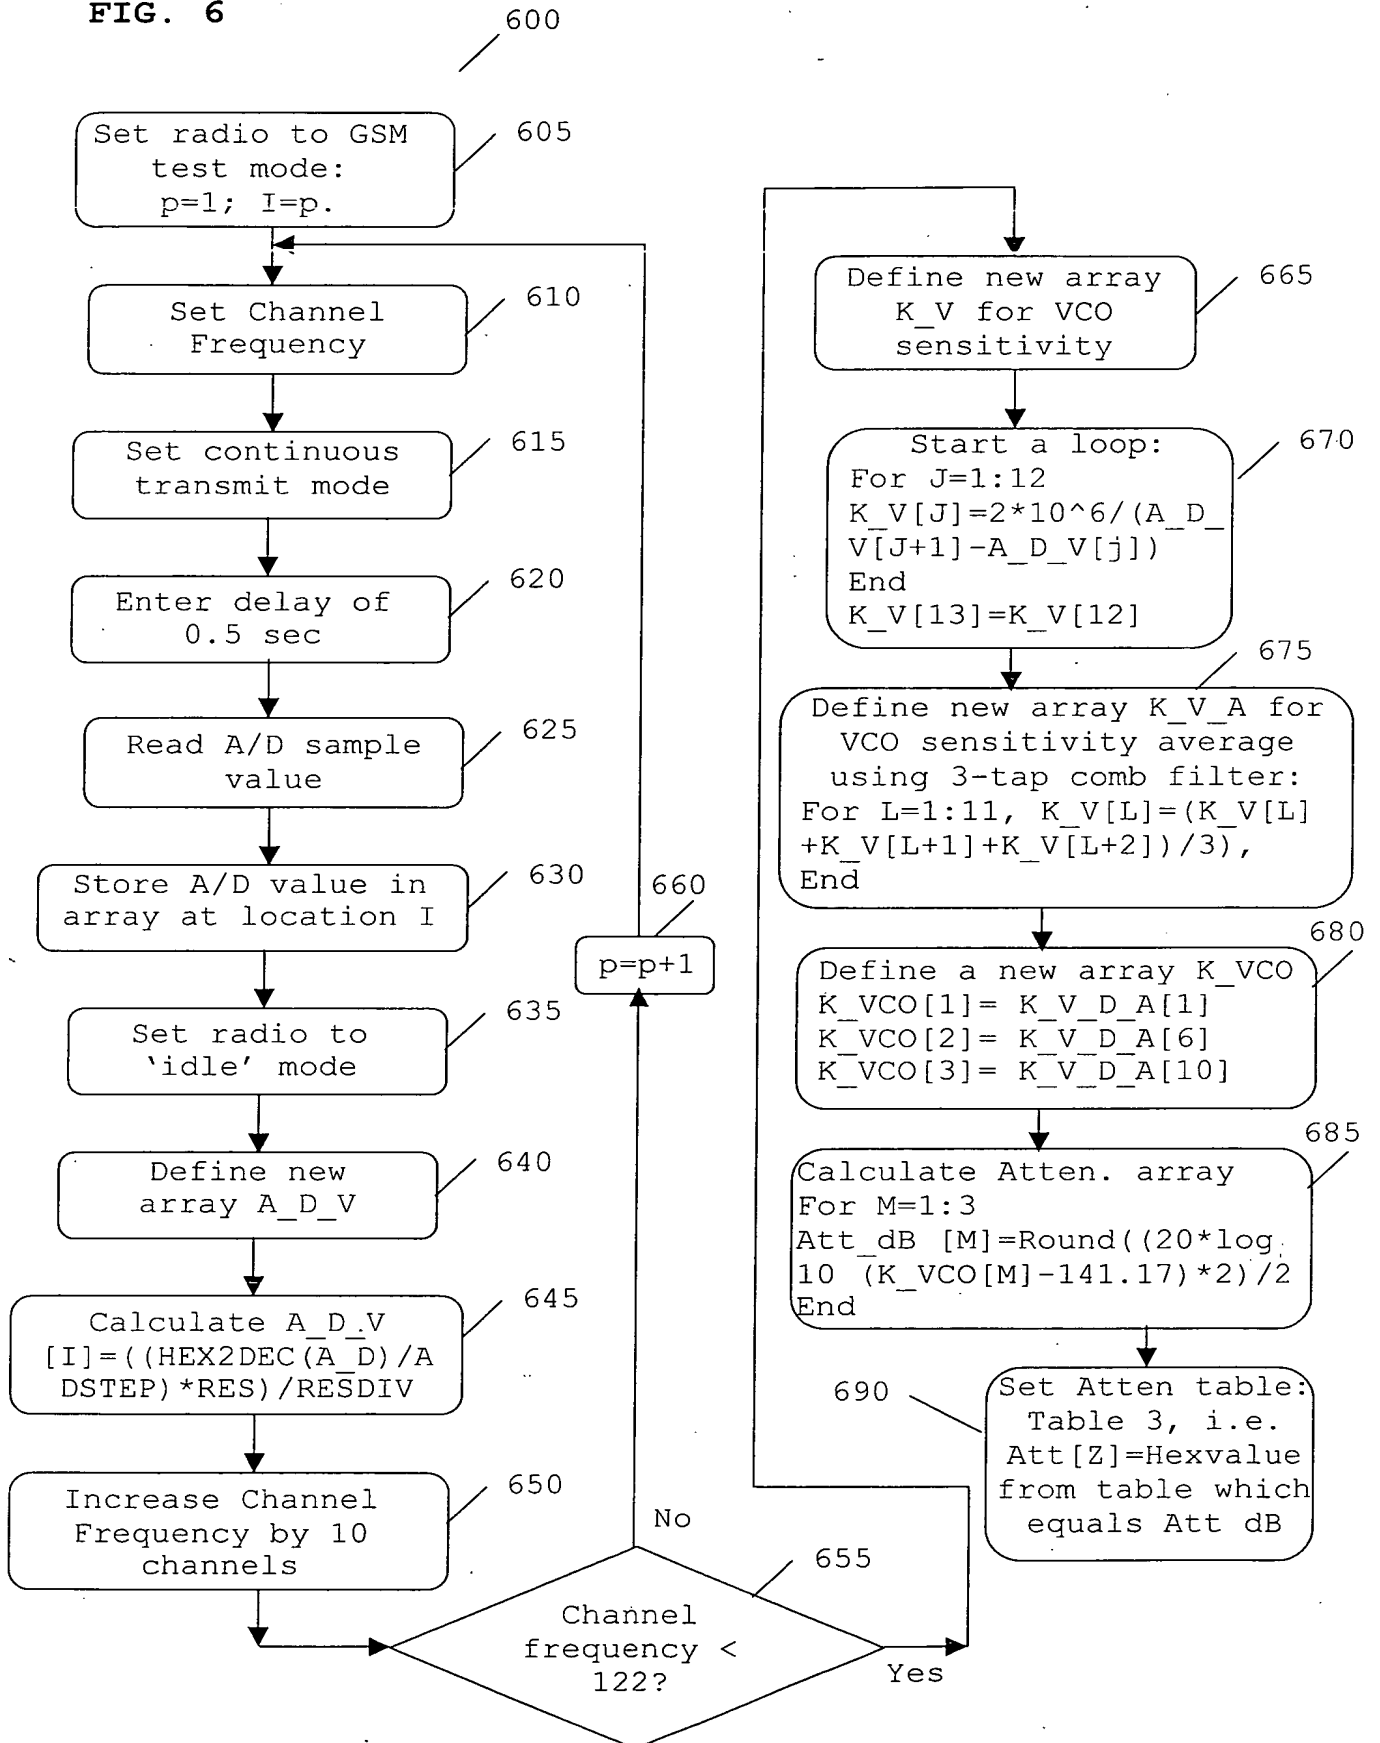 FIG. 6
600
Set radio to GSM
test mode:
p=1; I=p.
605
Set Channel
Frequency
610
Set continuous
transmit mode
615
Enter delay of
0.5 sec
620
Read A/D sample
value
625
Store A/D value in
array at location I
630
Set radio to
‘idle’ mode
635
Define new
array A_D_V
640
Calculate A_D_V
[I]=((HEX2DEC(A_D)/A
DSTEP)*RES)/RESDIV
645
Increase Channel
Frequency by 10
channels
650
Channel
frequency <
122?
655
No
Yes
p=p+1
660
Define new array
K_V for VCO
sensitivity
665
Start a loop:
For J=1:12
K_V[J]=2*10^6/(A_D_
V[J+1]-A_D_V[j])
End
K_V[13]=K_V[12]
670
Define new array K_V_A for
VCO sensitivity average
using 3-tap comb filter:
For L=1:11, K_V[L]=(K_V[L]
+K_V[L+1]+K_V[L+2])/3),
End
675
Define a new array K_VCO
K_VCO[1]= K_V_D_A[1]
K_VCO[2]= K_V_D_A[6]
K_VCO[3]= K_V_D_A[10]
680
Calculate Atten. array
For M=1:3
Att_dB [M]=Round((20*log
10 (K_VCO[M]-141.17)*2)/2
End
685
Set Atten table:
Table 3, i.e.
Att[Z]=Hexvalue
from table which
equals Att dB
690